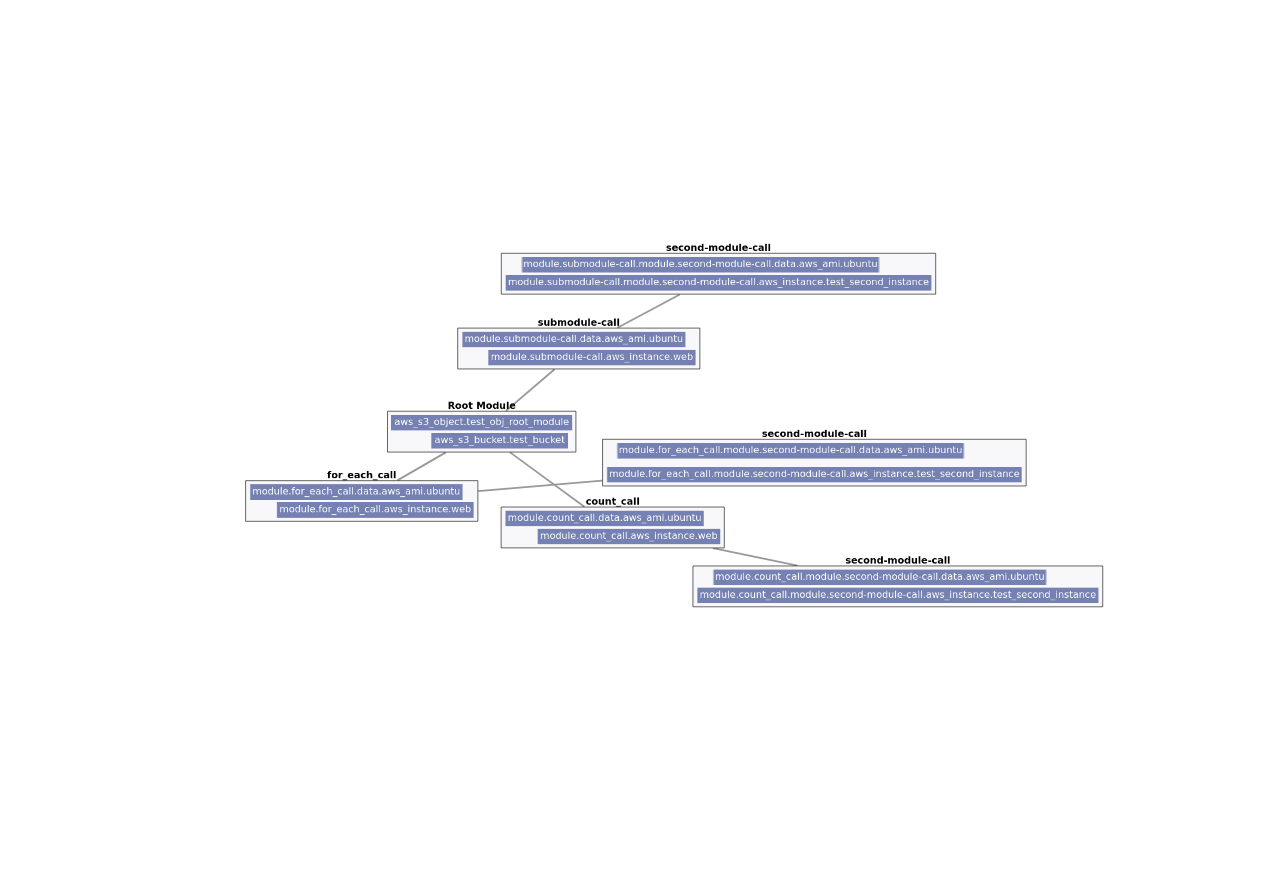 second-module-call
module.submodule-call.module.second-module-call.data.aws_ami.ubuntu
module.submodule-call.module.second-module-call.aws_instance.test_second_instance
submodule-call
module.submodule-call.data.aws_ami.ubuntu
module.submodule-call.aws_instance.web
Root Module
aws_s3_object.test_obj_root_module
aws_s3_bucket.test_bucket
second-module-call
module.for_each_call.module.second-module-call.data.aws_ami.ubuntu
module.for_each_call.module.second-module-call.aws_instance.test_second_instance
for_each_call
module.for_each_call.data.aws_ami.ubuntu
module.for_each_call.aws_instance.web
count_call
module.count_call.data.aws_ami.ubuntu
module.count_call.aws_instance.web
second-module-call
module.count_call.module.second-module-call.data.aws_ami.ubuntu
module.count_call.module.second-module-call.aws_instance.test_second_instance